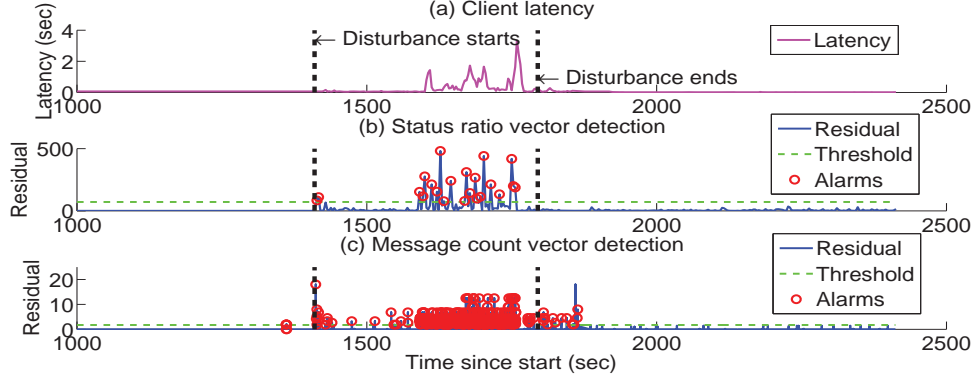 (a) Client latency
Latency (sec)
4
2
0
← Disturbance starts
← Disturbance ends
Latency
1000 1500 2000 2500
(b) Status ratio vector detection
Residual
500
0
Residual
Threshold
Alarms
1000 1500 2000 2500
(c) Message count vector detection
Residual
20
10
0
Residual
Threshold
Alarms
1000 1500 2000 2500
Time since start (sec)